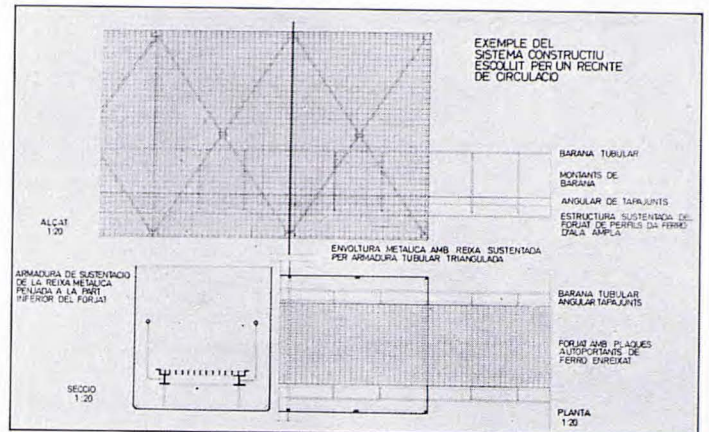 EXEMPLE DEL
SISTEMA CONSTRUCTIU
ESCOLLIT PER UN RECINTE
DE CIRCULACIO
BARANA TUBULAR
MONTANTS DE
BARANA
ANGULAR DE TAPAJUNTS
ESTRUCTURA SUSTENTADA DEL
FORJAT DE PERFILS DA FERRO
D'ALA AMPLA
ALÇAT
1:20
ENVOLTURA METALICA AMB REIXA SUSTENTADA
PER ARMADURA TUBULAR TRIANGULADA
ARMADURA DE SUSTENTACIO
DE LA REIXA METALICA
PENJADA A LA PART
INFERIOR DEL FORJAT
BARANA TUBULAR
ANGULAR TAPAJUNTS
FORJAT AMB PLAQUES
AUTOPORTANTS DE
FERRO ENREIXAT
SECCIO
1:20
PLANTA
1:20